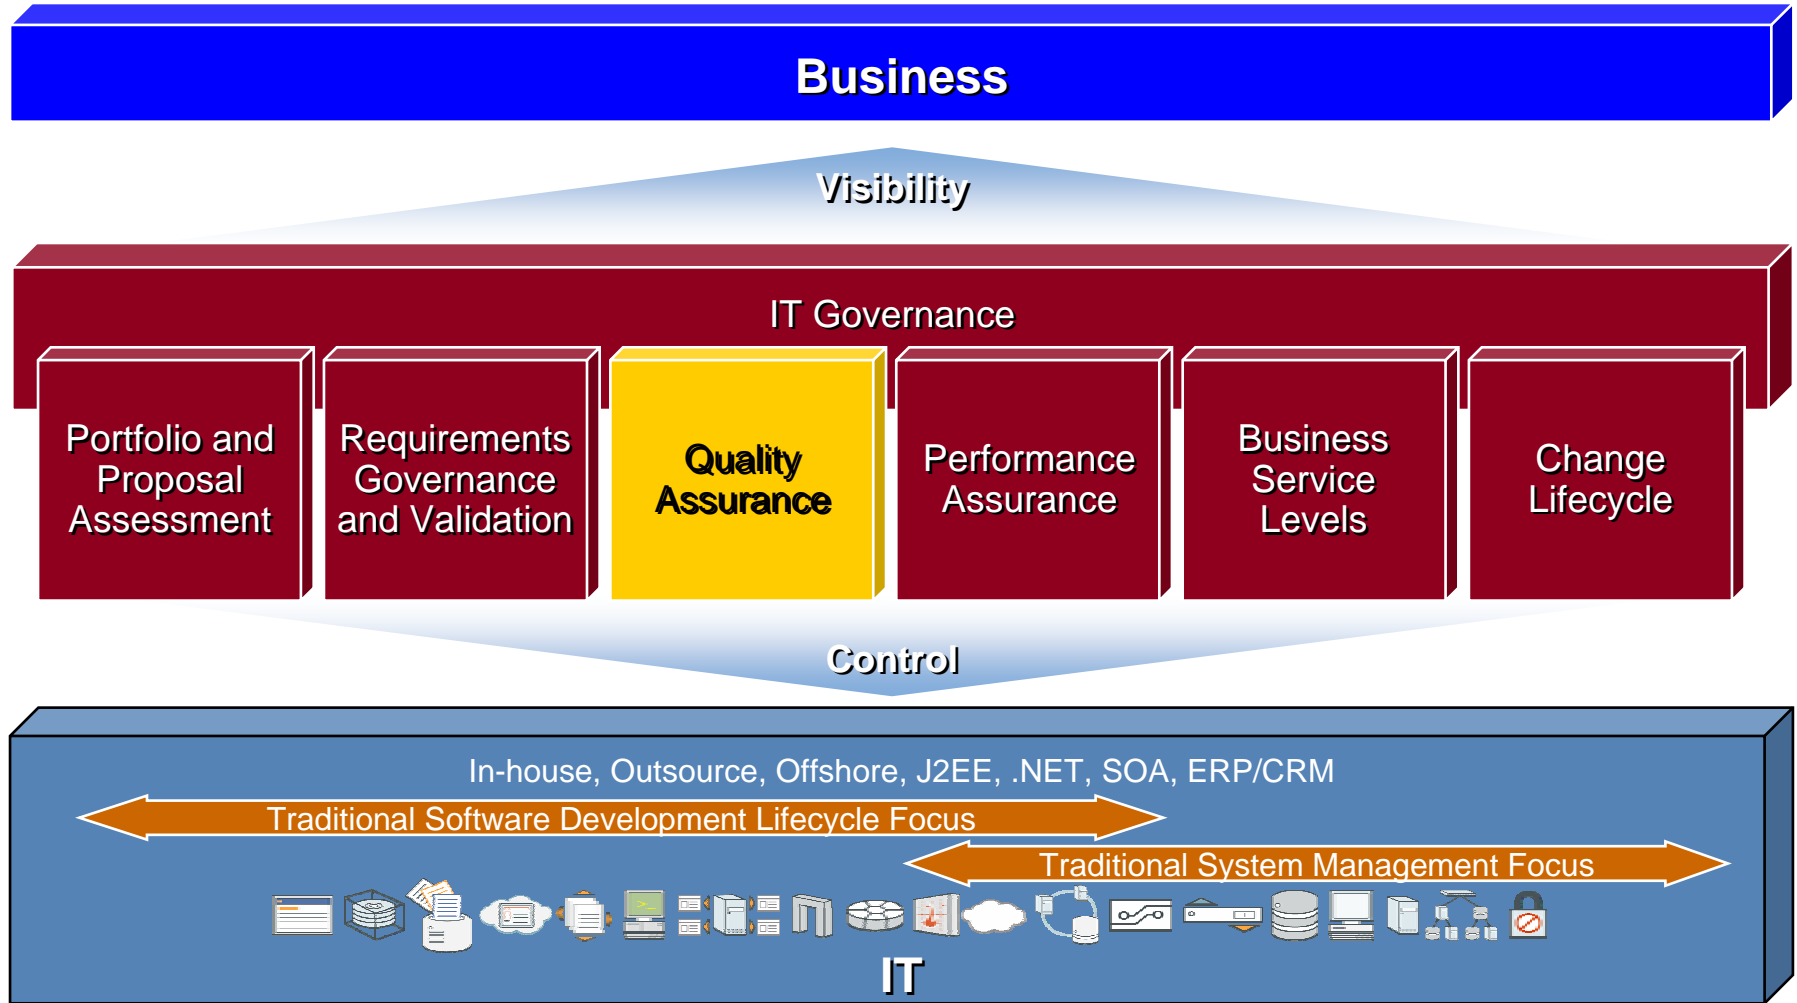 Business
Visibility
IT Governance
Portfolio and
Proposal
Assessment
Requirements
Governance
and Validation
Quality
Assurance
Performance
Assurance
Business
Service
Levels
Change
Lifecycle
Control
In-house, Outsource, Offshore, J2EE, .NET, SOA, ERP/CRM
Traditional Software Development Lifecycle Focus
Traditional System Management Focus
IT